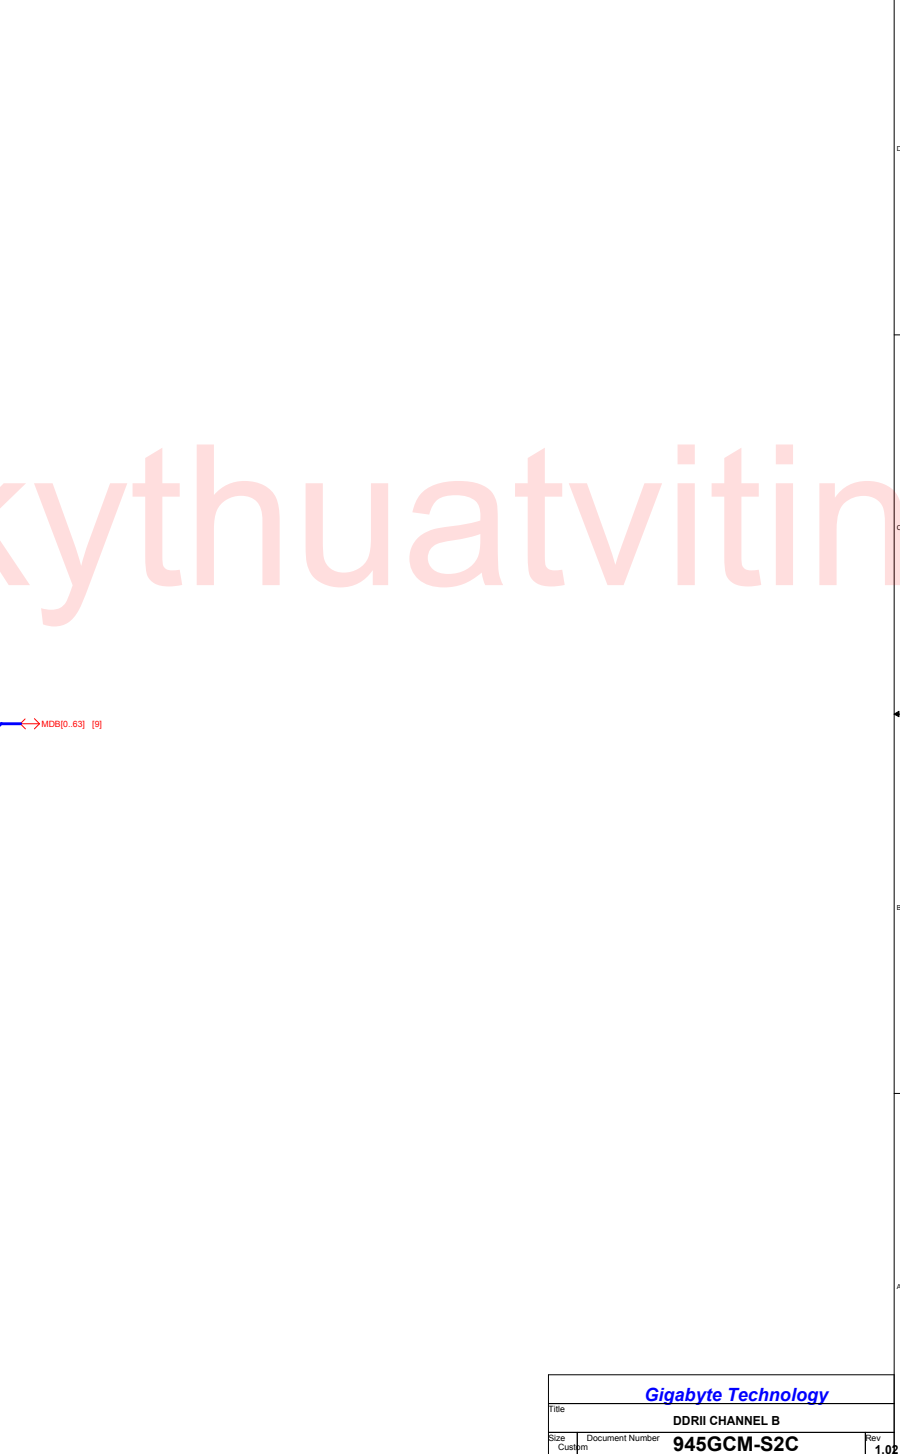 D
kythuatvitin
C
MDB[0..63] [9]
B
A
Gigabyte Technology
Title
DDRII CHANNEL B
Size Document Number Rev
Custom 945GCM-S2C 1.02